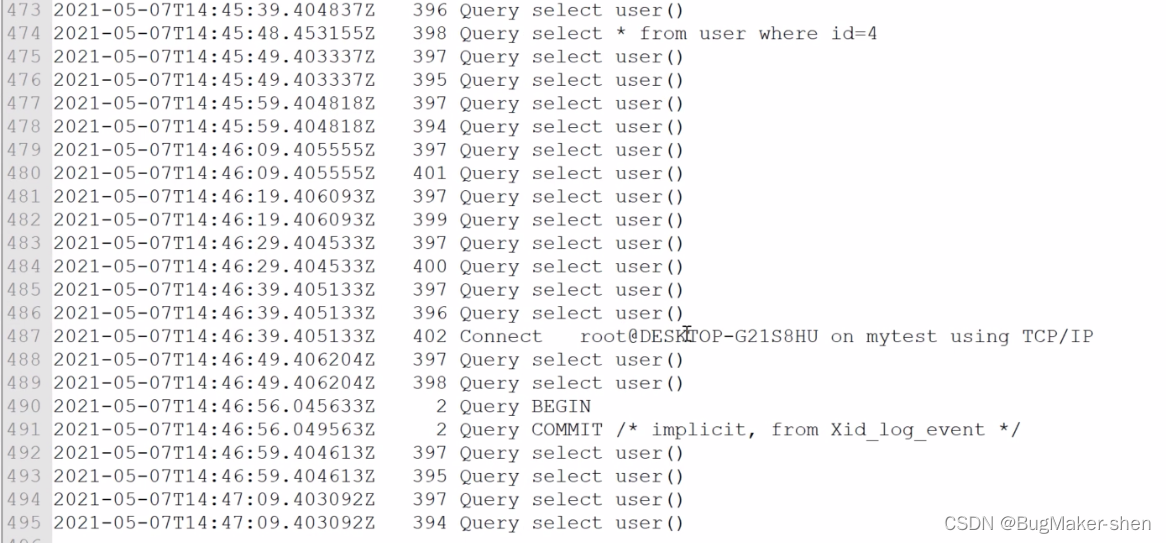 473 2021-05-07T14:45:39.404837Z 396 Query select user()
474 2021-05-07T14:45:48.453155Z 398 Query select * from user where id=4
475 2021-05-07T14:45:49.403337Z 397 Query select user()
476 2021-05-07T14:45:49.403337Z 395 Query select user()
477 2021-05-07T14:45:59.404818Z 397 Query select user()
478 2021-05-07T14:45:59.404818Z 394 Query select user()
479 2021-05-07T14:46:09.405555Z 397 Query select user()
480 2021-05-07T14:46:09.405555Z 401 Query select user()
481 2021-05-07T14:46:19.406093Z 397 Query select user()
482 2021-05-07T14:46:19.406093Z 399 Query select user()
483 2021-05-07T14:46:29.404533Z 397 Query select user()
484 2021-05-07T14:46:29.404533Z 400 Query select user()
485 2021-05-07T14:46:39.405133Z 397 Query select user()
486 2021-05-07T14:46:39.405133Z 396 Query select user()
487 2021-05-07T14:46:39.405133Z 402 Connect root@DESKTOP-G21S8HU on mytest using TCP/IP
488 2021-05-07T14:46:49.406204Z 397 Query select user()
489 2021-05-07T14:46:49.406204Z 398 Query select user()
490 2021-05-07T14:46:56.045633Z 2 Query BEGIN
491 2021-05-07T14:46:56.049563Z 2 Query COMMIT /* implicit, from Xid_log_event */
492 2021-05-07T14:46:59.404613Z 397 Query select user()
493 2021-05-07T14:46:59.404613Z 395 Query select user()
494 2021-05-07T14:47:09.403092Z 397 Query select user()
495 2021-05-07T14:47:09.403092Z 394 Query select user()
CSDN @BugMaker-shen